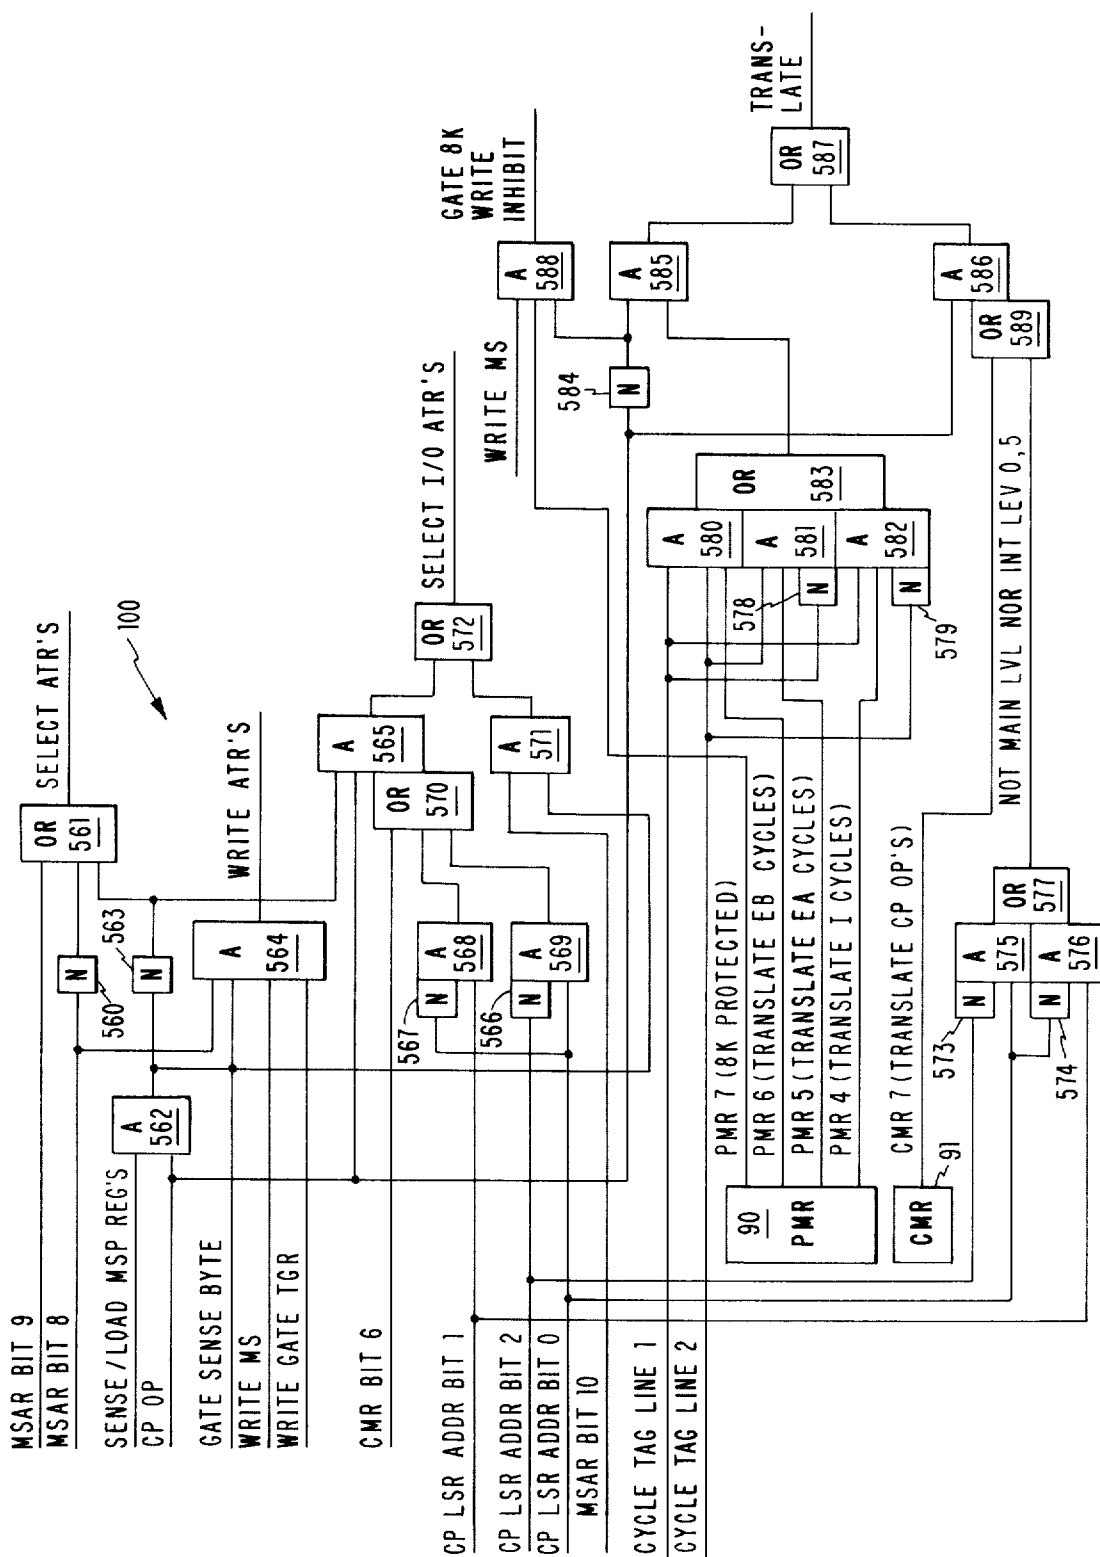 MSAR BIT 9
MSAR BIT 8
SENSE/LOAD MSP REG'S
CP OP
GATE SENSE BYTE
WRITE MS
WRITE GATE TGR
CMR BIT 6
CP LSR ADDR BIT 1
CP LSR ADDR BIT 2
CP LSR ADDR BIT 0
MSAR BIT 10
CYCLE TAG LINE 1
CYCLE TAG LINE 2
A
562
N
560
N
563
OR
561
SELECT ATR'S
100
A
564
WRITE ATR'S
A
565
OR
570
567
N
A
568
566
N
A
569
A
571
OR
572
SELECT I/O ATR'S
WRITE MS
A
588
GATE 8K
WRITE
INHIBIT
584
N
A
585
OR
587
TRANS-
LATE
A
586
OR
589
90
PMR
PMR 7 (8K PROTECTED)
PMR 6 (TRANSLATE EB CYCLES)
PMR 5 (TRANSLATE EA CYCLES)
PMR 4 (TRANSLATE I CYCLES)
A
580
A
581
578
N
A
582
N
579
OR
583
CMR
91
CMR 7 (TRANSLATE CP OP'S)
NOT MAIN LVL NOR INT LEV 0,5
573
N
A
575
574
N
A
576
OR
577